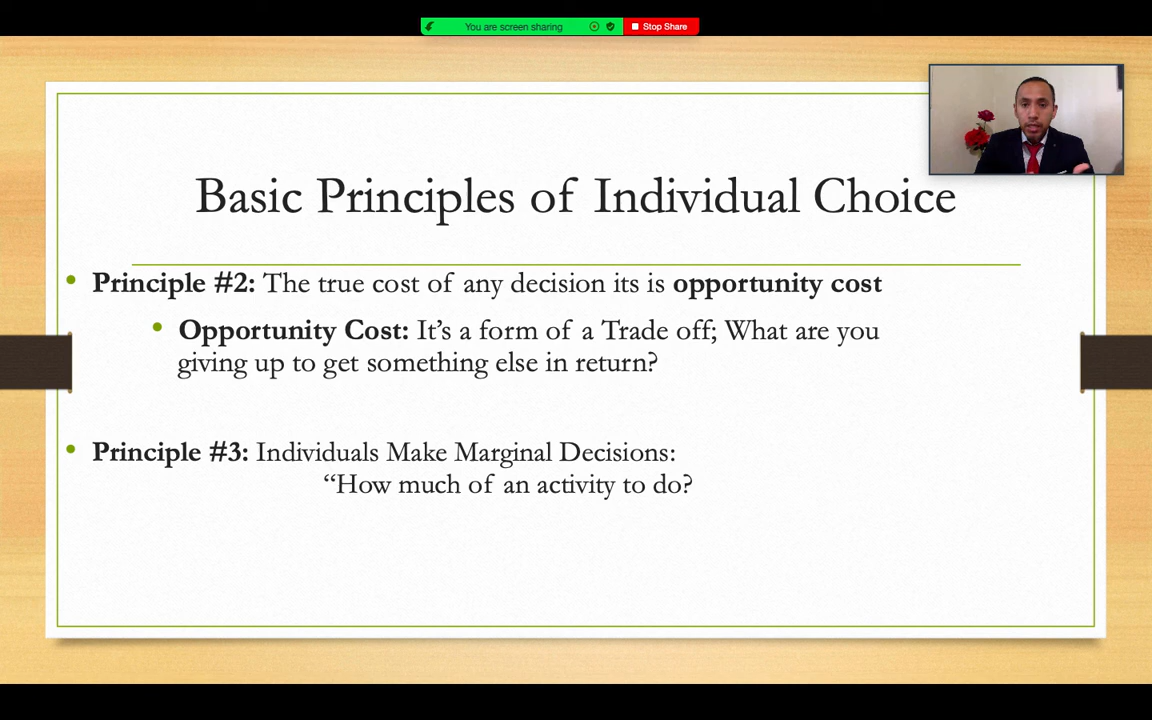 You are screen sharing
Stop Share
Basic Principles of Individual Choice
• Principle #2: The true cost of any decision its is opportunity cost
• Opportunity Cost: It’s a form of a Trade off; What are you
giving up to get something else in return?
• Principle #3: Individuals Make Marginal Decisions:
“How much of an activity to do?